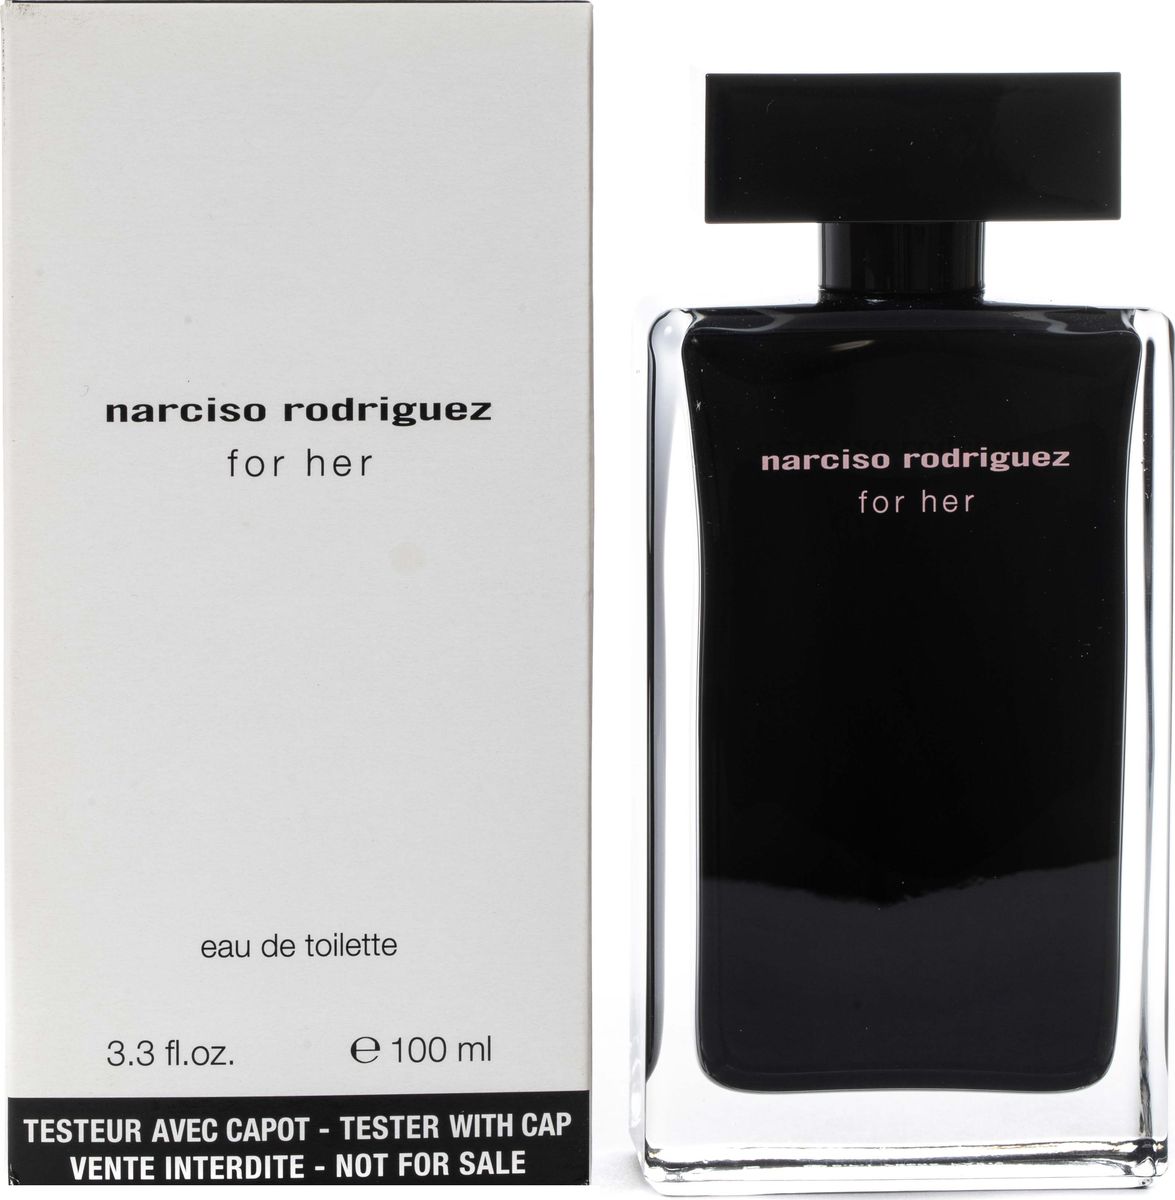 narciso rodriguez
for her
eau de toilette
3.3 fl.oz. ℮ 100 ml
TESTEUR AVEC CAPOT - TESTER WITH CAP
VENTE INTERDITE - NOT FOR SALE
narciso rodriguez
for her